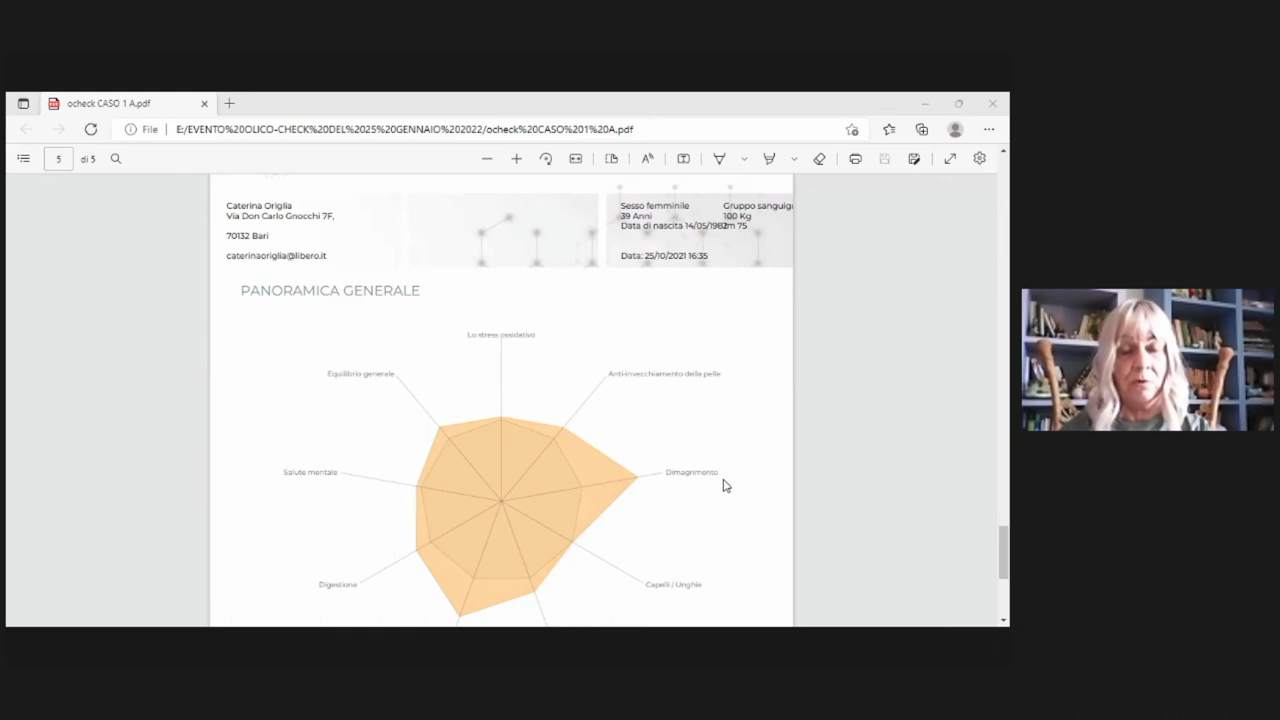 ocheck CASO 1 A.pdf
File
E:/EVENTO%20OLICO-CHECK%20DEL%2025%20GENNAIO%202022/ocheck%20CASO%201%20A.pdf
5 di 5
Caterina Origlia
Via Don Carlo Gnocchi 7F,
70132 Bari
caterinaoriglia@libero.it
Sesso femminile
39 Anni
Data di nascita 14/05/1982
Data: 25/10/2021 16:35
Gruppo sanguign
100 Kg
1m 75
PANORAMICA GENERALE
Lo stress ossidativo
Equilibrio generale
Anti-invecchiamento della pelle
Salute mentale
Dimagrimento
Digestione
Capelli / Unghie